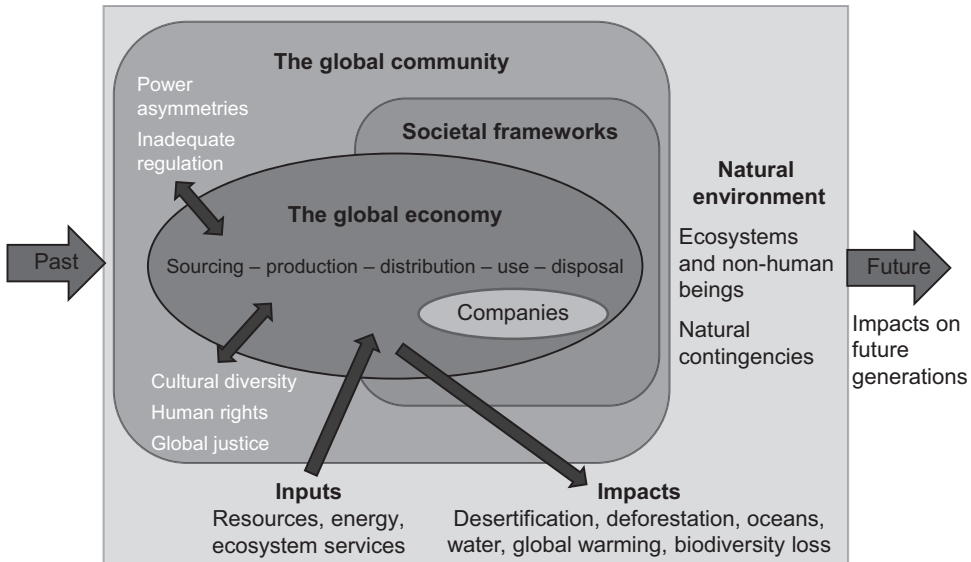 The global community
Power
asymmetries
Inadequate
regulation
Societal frameworks
The global economy
Sourcing – production – distribution – use – disposal
Companies
Cultural diversity
Human rights
Global justice
Past
Natural
environment
Ecosystems
and non-human
beings
Natural
contingencies
Future
Impacts on
future
generations
Inputs
Resources, energy,
ecosystem services
Impacts
Desertification, deforestation, oceans,
water, global warming, biodiversity loss